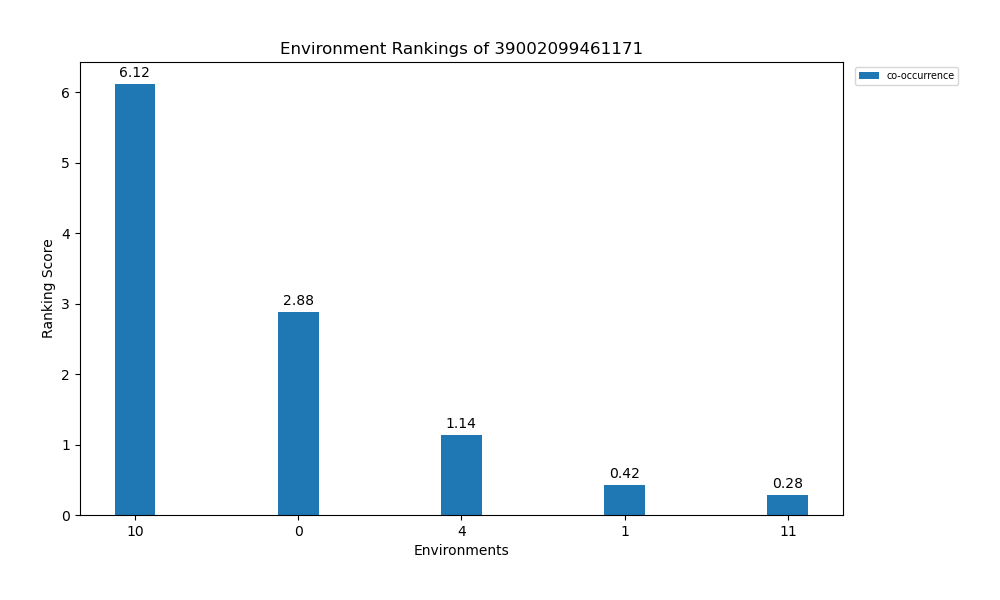 Environment Rankings of 39002099461171
co-occurrence
6.12
2.88
1.14
0.42
0.28
6
5
4
3
2
1
0
Ranking Score
10 0 4 1 11
Environments